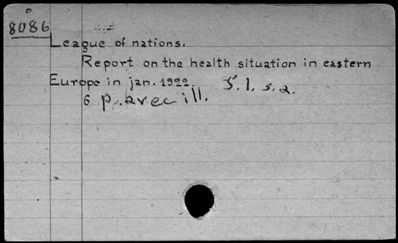 8086
League of nations.
Report on the health situation in eastern
Europe in jan. 1922. S. l. s. a.
6 p. avec ill.